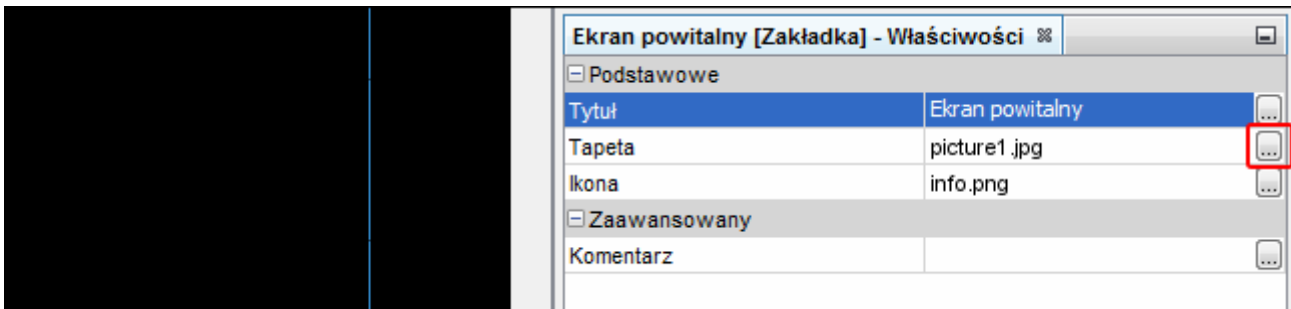 Ekran powitalny [Zakładka] - Właściwości
Podstawowe
Tytuł Ekran powitalny ...
Tapeta picture1.jpg ...
Ikona info.png ...
Zaawansowany
Komentarz ...